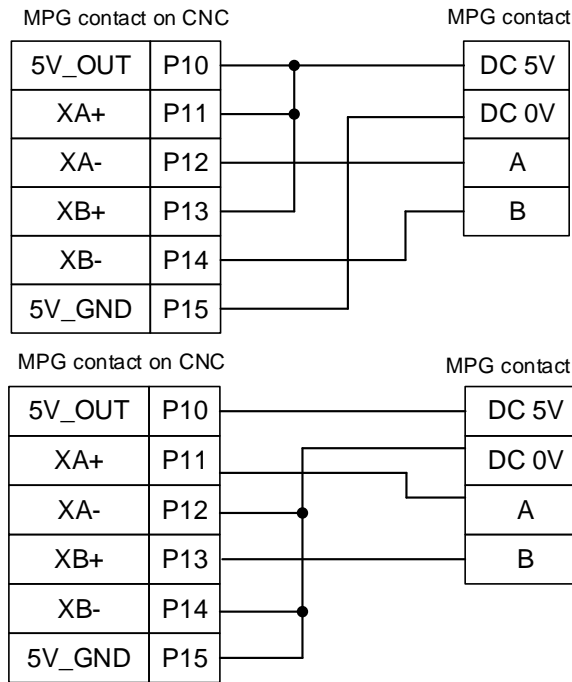 MPG contact on CNC MPG contact
5V_OUT P10 DC 5V
XA+ P11 DC 0V
XA- P12 A
XB+ P13 B
XB- P14
5V_GND P15
MPG contact on CNC MPG contact
5V_OUT P10 DC 5V
XA+ P11 DC 0V
XA- P12 A
XB+ P13 B
XB- P14
5V_GND P15